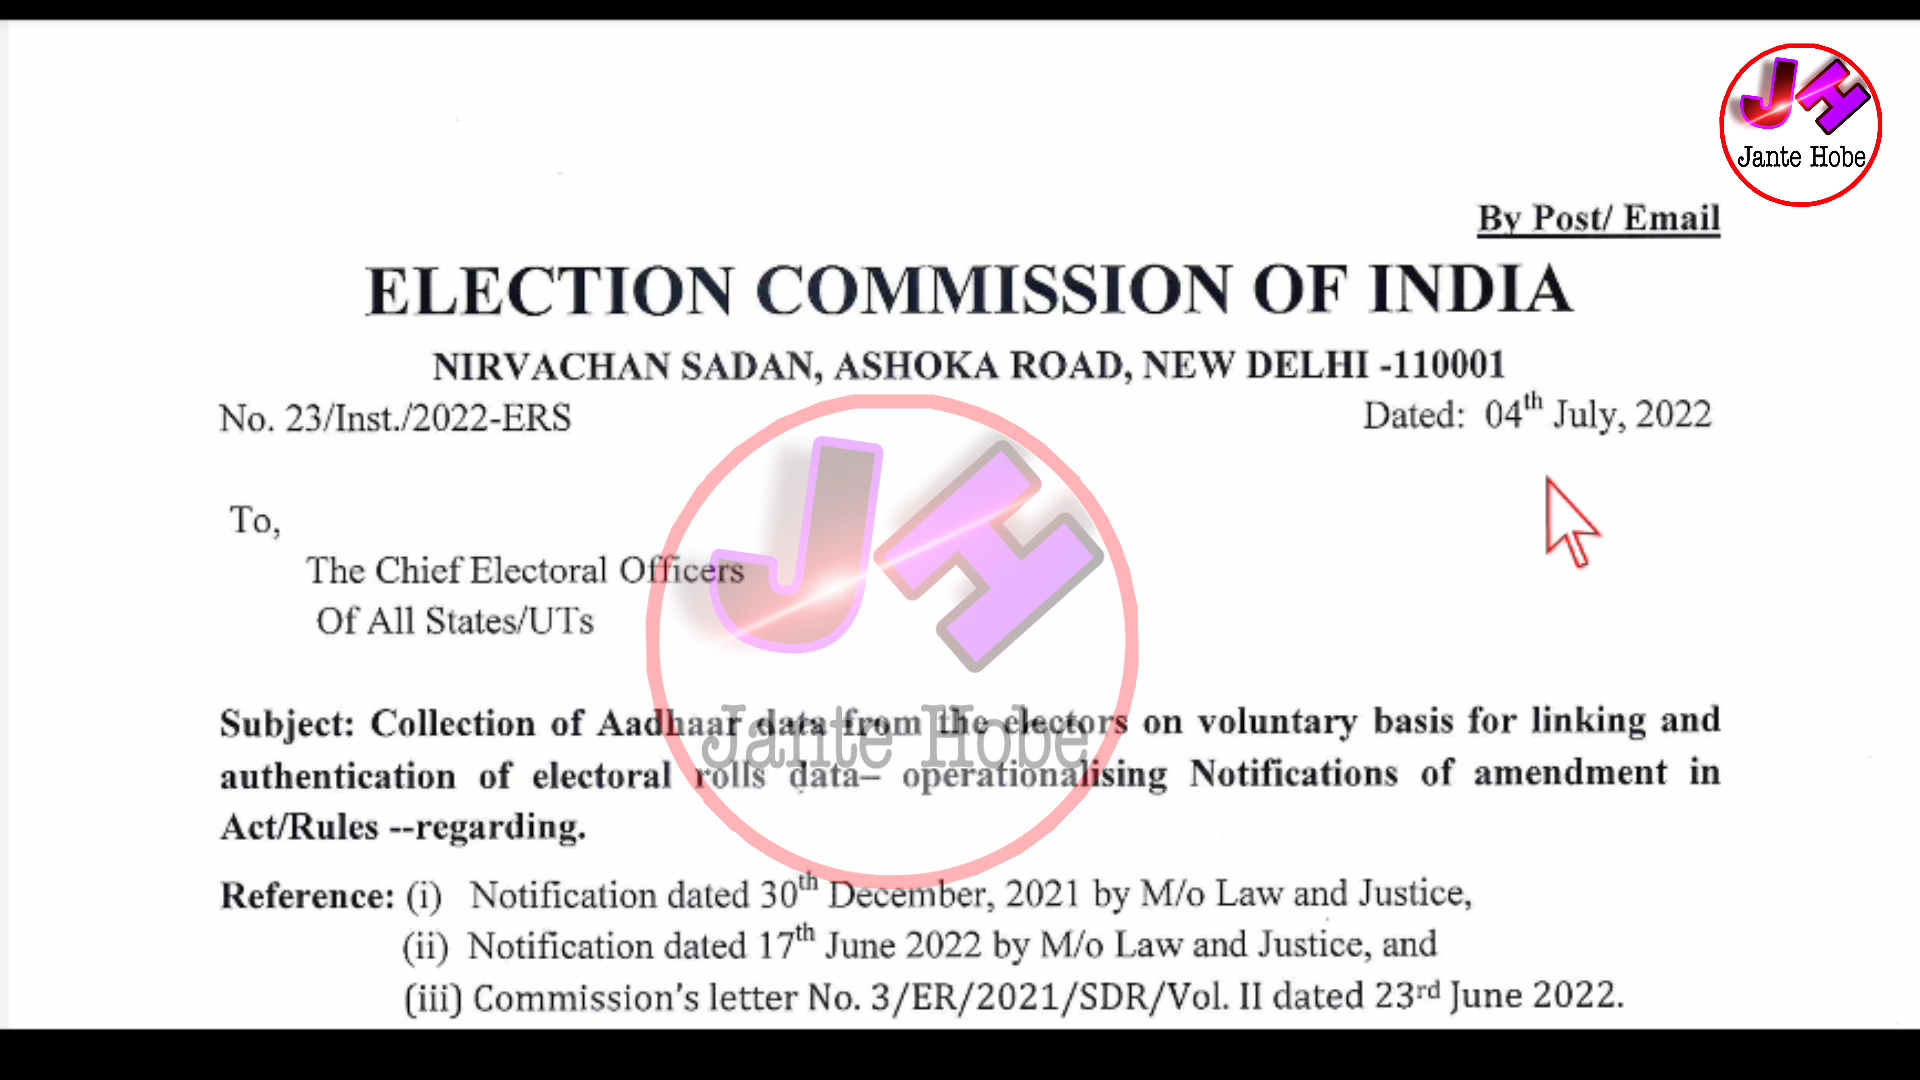 JH
Jante Hobe
By Post/ Email
ELECTION COMMISSION OF INDIA
NIRVACHAN SADAN, ASHOKA ROAD, NEW DELHI -110001
No. 23/Inst./2022-ERS Dated: 04th July, 2022
To,
The Chief Electoral Officers
Of All States/UTs
JH
Jante Hobe
Subject: Collection of Aadhaar data from the electors on voluntary basis for linking and
authentication of electoral rolls data– operationalising Notifications of amendment in
Act/Rules --regarding.
Reference: (i) Notification dated 30th December, 2021 by M/o Law and Justice,
(ii) Notification dated 17th June 2022 by M/o Law and Justice, and
(iii) Commission's letter No. 3/ER/2021/SDR/Vol. II dated 23rd June 2022.